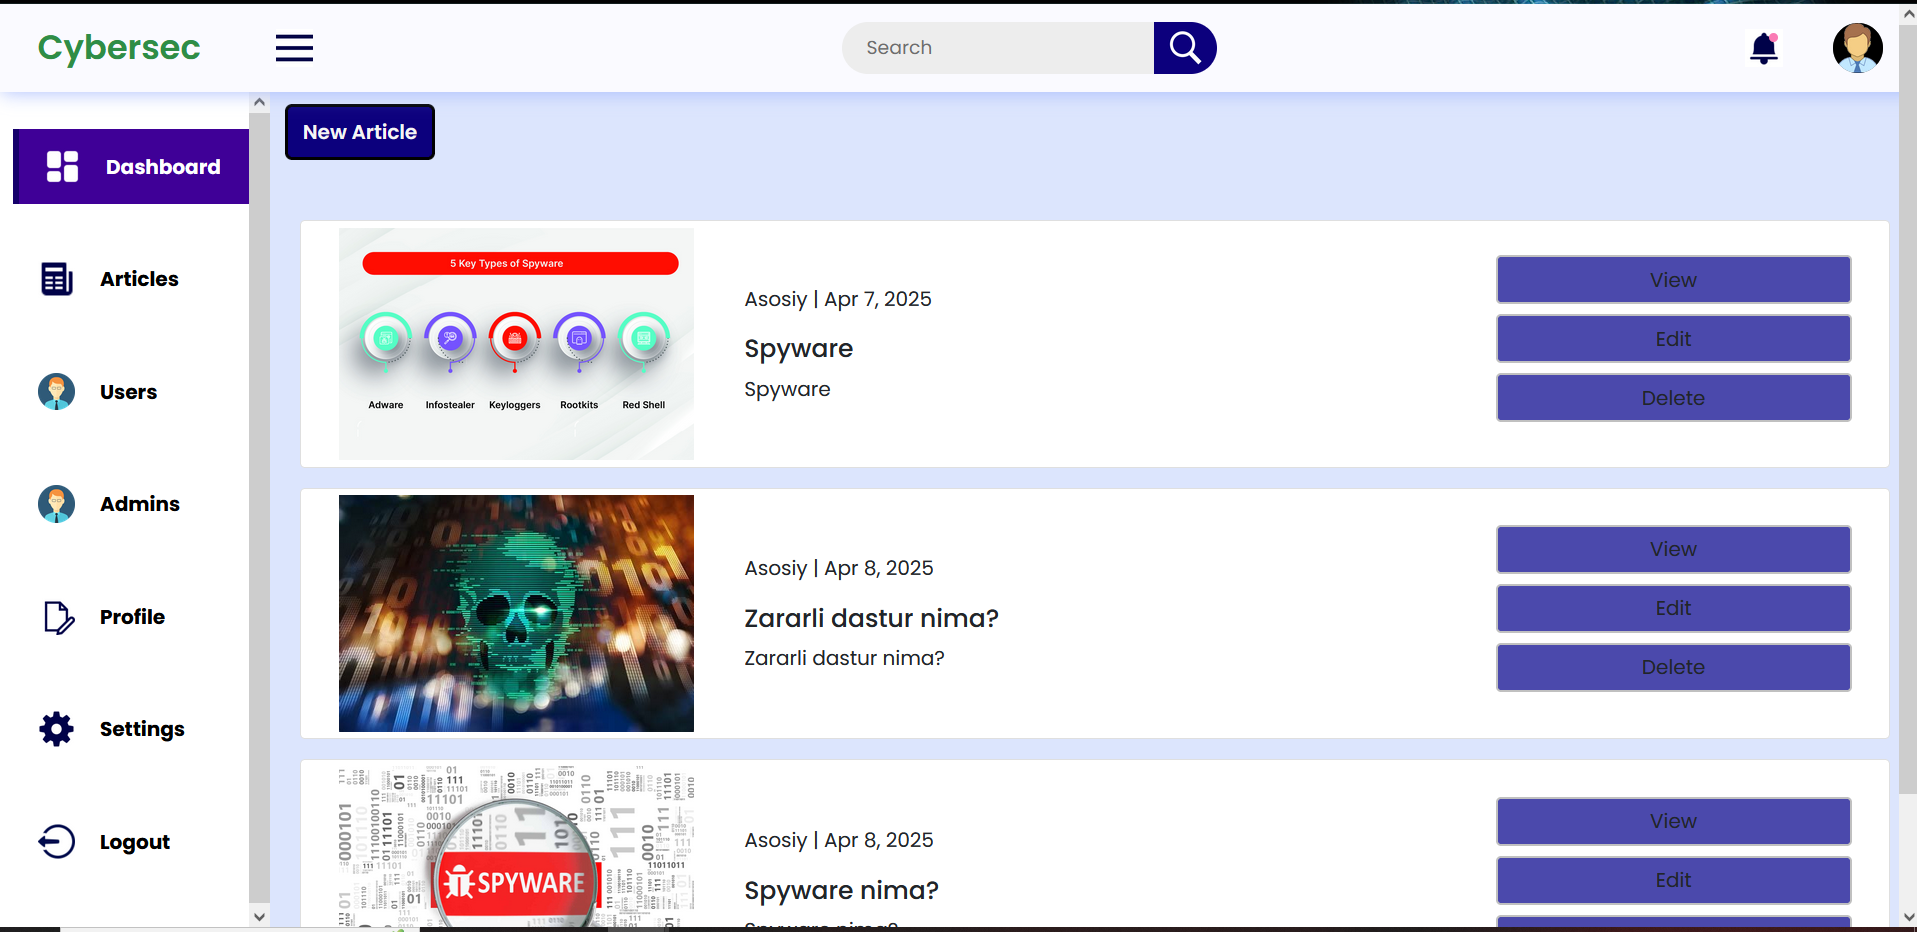 Cybersec
Search
New Article
Dashboard
Articles
Users
Admins
Profile
Settings
Logout
5 Key Types of Spyware
Adware Infostealer Keyloggers Rootkits Red Shell
Asosiy | Apr 7, 2025
Spyware
Spyware
View
Edit
Delete
Asosiy | Apr 8, 2025
Zararli dastur nima?
Zararli dastur nima?
View
Edit
Delete
SPYWARE
Asosiy | Apr 8, 2025
Spyware nima?
Spyware nima?
View
Edit